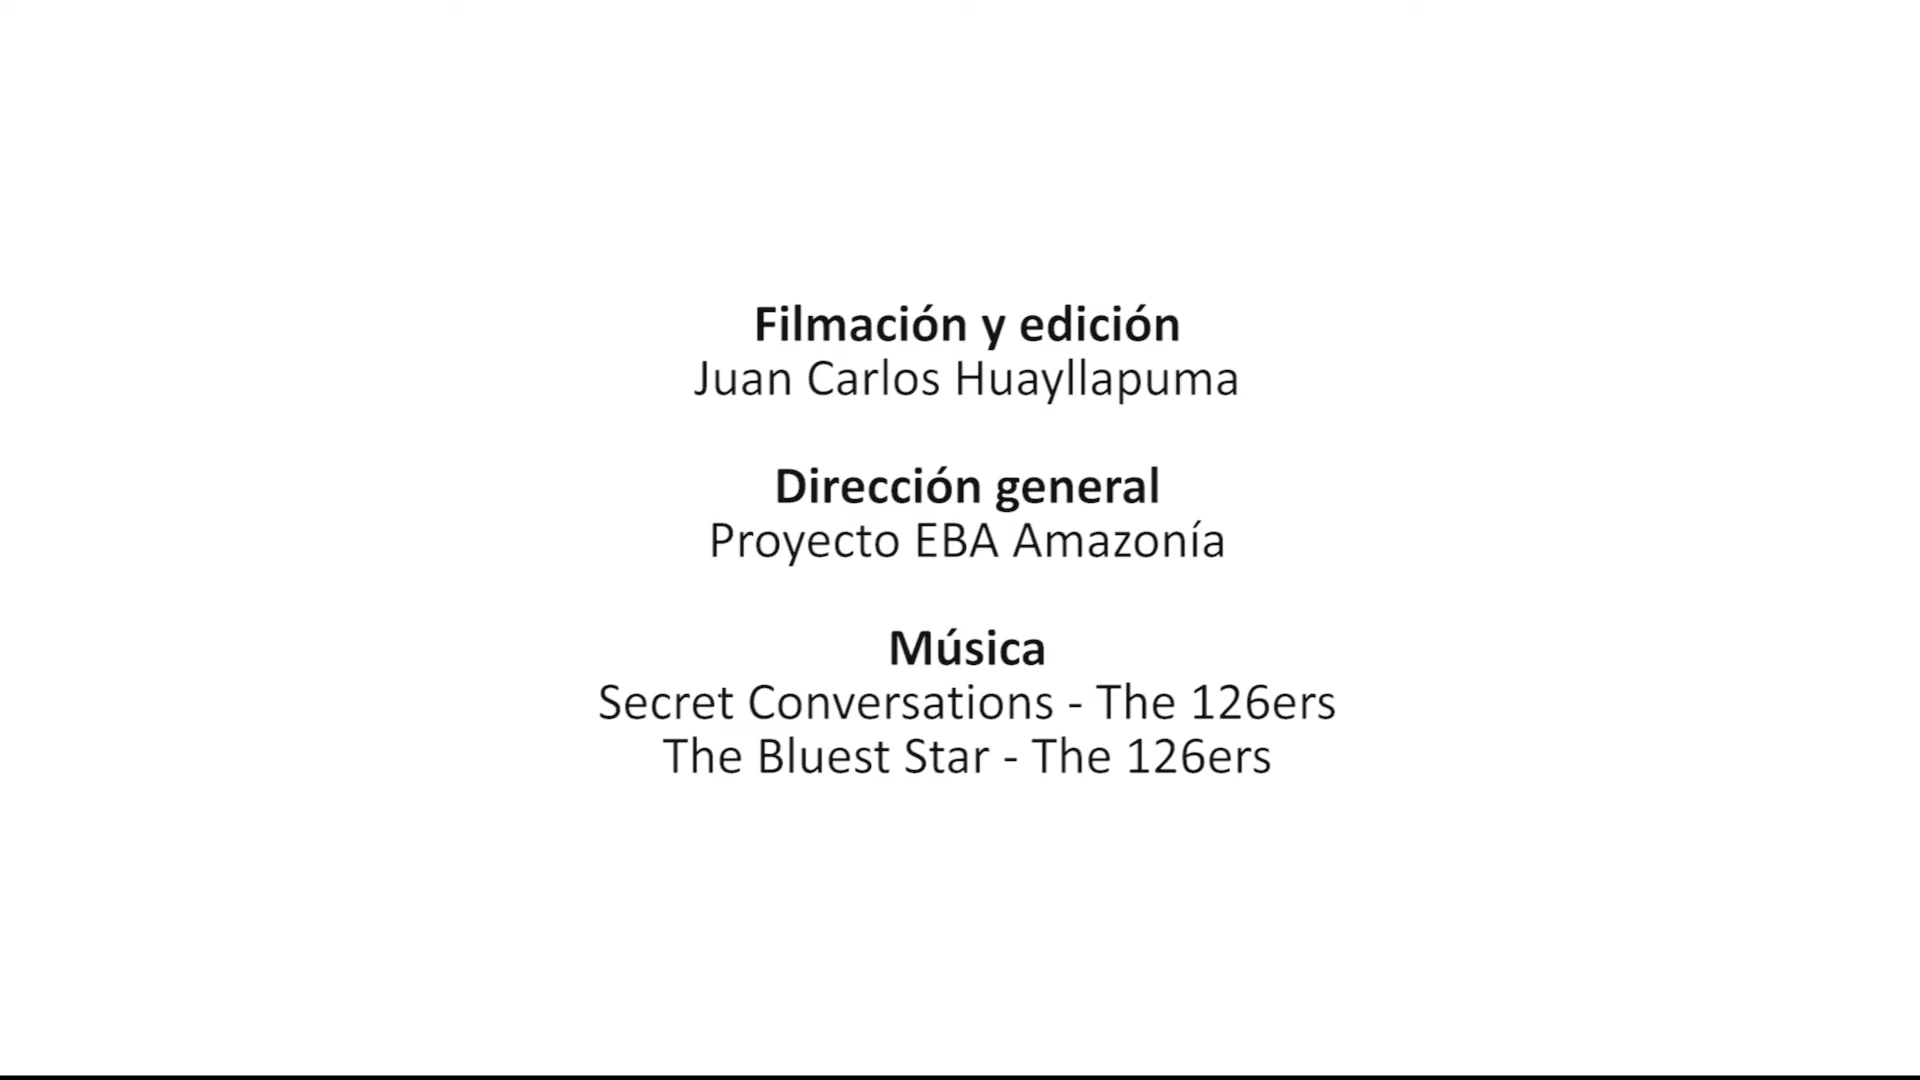 Filmación y edición
Juan Carlos Huayllapuma
Dirección general
Proyecto EBA Amazonía
Música
Secret Conversations - The 126ers
The Bluest Star - The 126ers